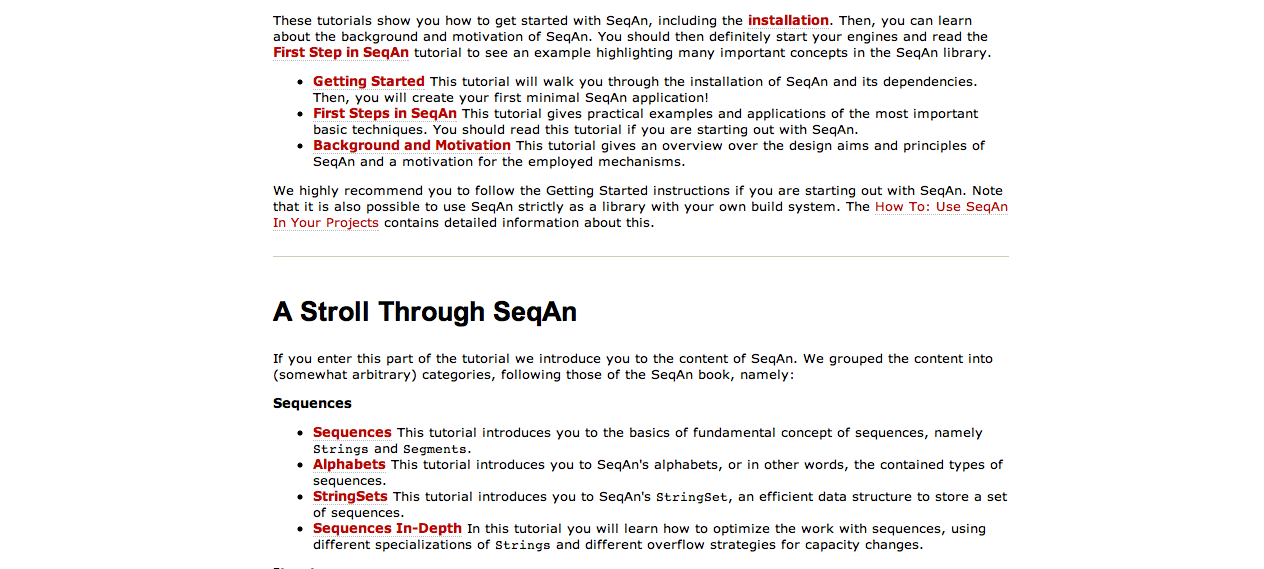 These tutorials show you how to get started with SeqAn, including the installation. Then, you can learn
about the background and motivation of SeqAn. You should then definitely start your engines and read the
First Step in SeqAn tutorial to see an example highlighting many important concepts in the SeqAn library.
• Getting Started This tutorial will walk you through the installation of SeqAn and its dependencies.
Then, you will create your first minimal SeqAn application!
• First Steps in SeqAn This tutorial gives practical examples and applications of the most important
basic techniques. You should read this tutorial if you are starting out with SeqAn.
• Background and Motivation This tutorial gives an overview over the design aims and principles of
SeqAn and a motivation for the employed mechanisms.
We highly recommend you to follow the Getting Started instructions if you are starting out with SeqAn. Note
that it is also possible to use SeqAn strictly as a library with your own build system. The How To: Use SeqAn
In Your Projects contains detailed information about this.
A Stroll Through SeqAn
If you enter this part of the tutorial we introduce you to the content of SeqAn. We grouped the content into
(somewhat arbitrary) categories, following those of the SeqAn book, namely:
Sequences
• Sequences This tutorial introduces you to the basics of fundamental concept of sequences, namely
Strings and Segments.
• Alphabets This tutorial introduces you to SeqAn's alphabets, or in other words, the contained types of
sequences.
• StringSets This tutorial introduces you to SeqAn's StringSet, an efficient data structure to store a set
of sequences.
• Sequences In-Depth In this tutorial you will learn how to optimize the work with sequences, using
different specializations of Strings and different overflow strategies for capacity changes.